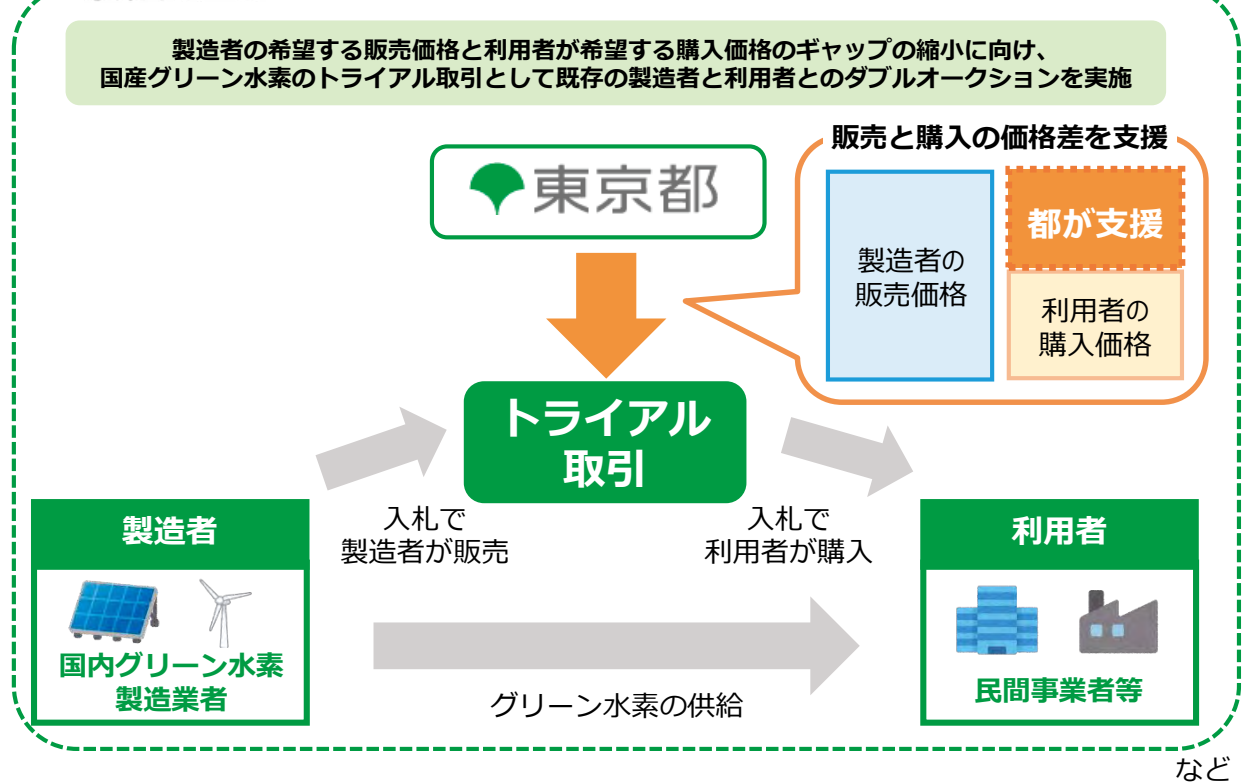 製造者の希望する販売価格と利用者が希望する購入価格のギャップの縮小に向け、
国産グリーン水素のトライアル取引として既存の製造者と利用者とのダブルオークションを実施
販売と購入の価格差を支援
東京都
製造者の
販売価格
都が支援
利用者の
購入価格
トライアル
取引
入札で
製造者が販売
入札で
利用者が購入
製造者
国内グリーン水素
製造業者
利用者
民間事業者等
グリーン水素の供給
など